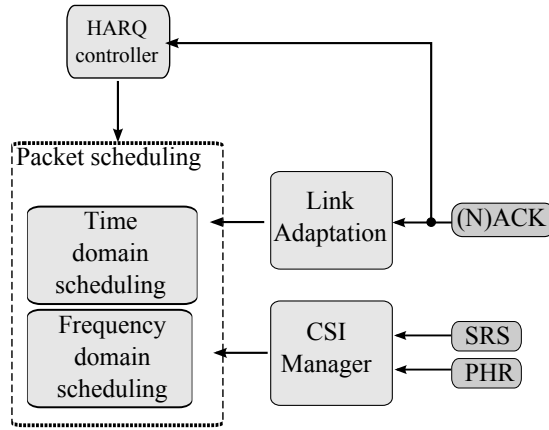 HARQ
controller
Packet scheduling
Time
domain
scheduling
Link
Adaptation
(N)ACK
Frequency
domain
scheduling
CSI
Manager
SRS
PHR